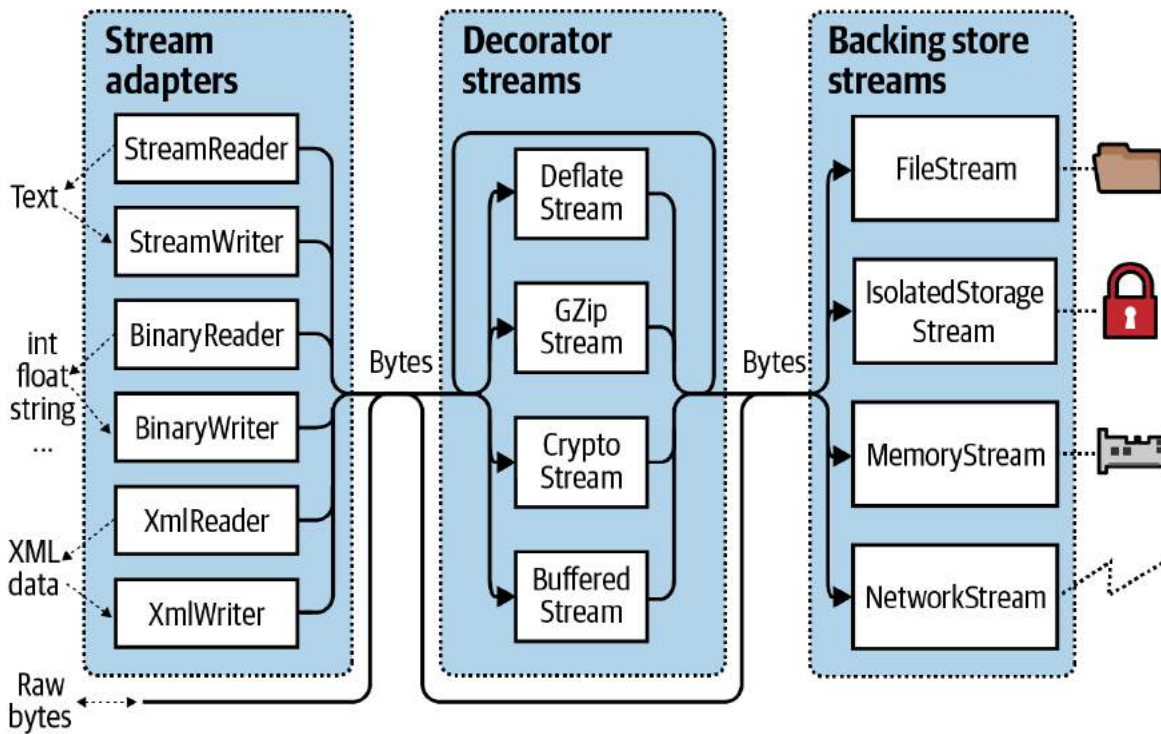 Stream
adapters
StreamReader
StreamWriter
BinaryReader
BinaryWriter
XmlReader
XmlWriter
Text
int
float
string
...
XML
data
Raw
bytes
Bytes
Decorator
streams
Deflate
Stream
GZip
Stream
Crypto
Stream
Buffered
Stream
Bytes
Backing store
streams
FileStream
IsolatedStorage
Stream
MemoryStream
NetworkStream